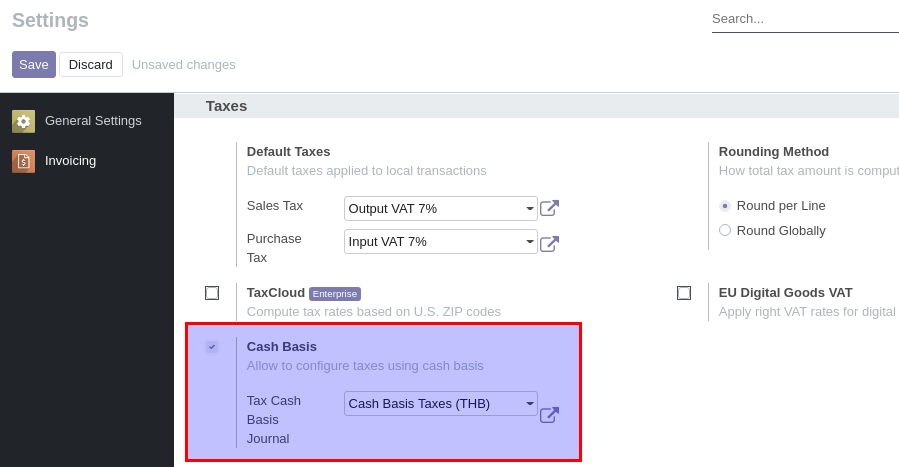 Settings
Search...
Save Discard Unsaved changes
General Settings
Invoicing
Taxes
Default Taxes
Default taxes applied to local transactions
Sales Tax Output VAT 7%
Purchase
Tax Input VAT 7%
Rounding Method
How total tax amount is comput
Round per Line
Round Globally
TaxCloud Enterprise
Compute tax rates based on U.S. ZIP codes
EU Digital Goods VAT
Apply right VAT rates for digital
Cash Basis
Allow to configure taxes using cash basis
Tax Cash
Basis
Journal Cash Basis Taxes (THB)